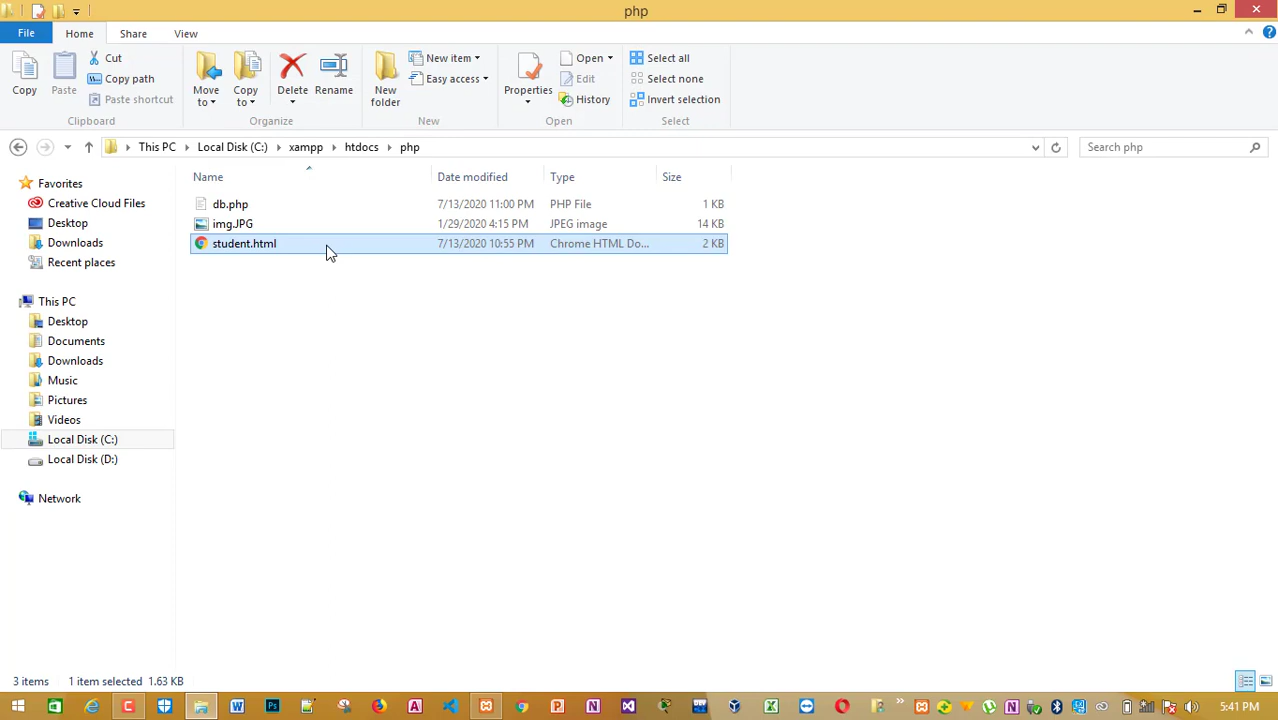 php
File Home Share View
Copy
Paste
Cut
Copy path
Paste shortcut
Move to
Copy to
Delete
Rename
New folder
New item
Easy access
Properties
Open
Edit
History
Select all
Select none
Invert selection
Clipboard Organize New Open Select
This PC Local Disk (C:) xampp htdocs php
Search php
Name Date modified Type Size
db.php 7/13/2020 11:00 PM PHP File 1 KB
img.JPG 1/29/2020 4:15 PM JPEG image 14 KB
student.html 7/13/2020 10:55 PM Chrome HTML Do... 2 KB
Favorites
Creative Cloud Files
Desktop
Downloads
Recent places
This PC
Desktop
Documents
Downloads
Music
Pictures
Videos
Local Disk (C:)
Local Disk (D:)
Network
3 items 1 item selected 1.63 KB
5:41 PM